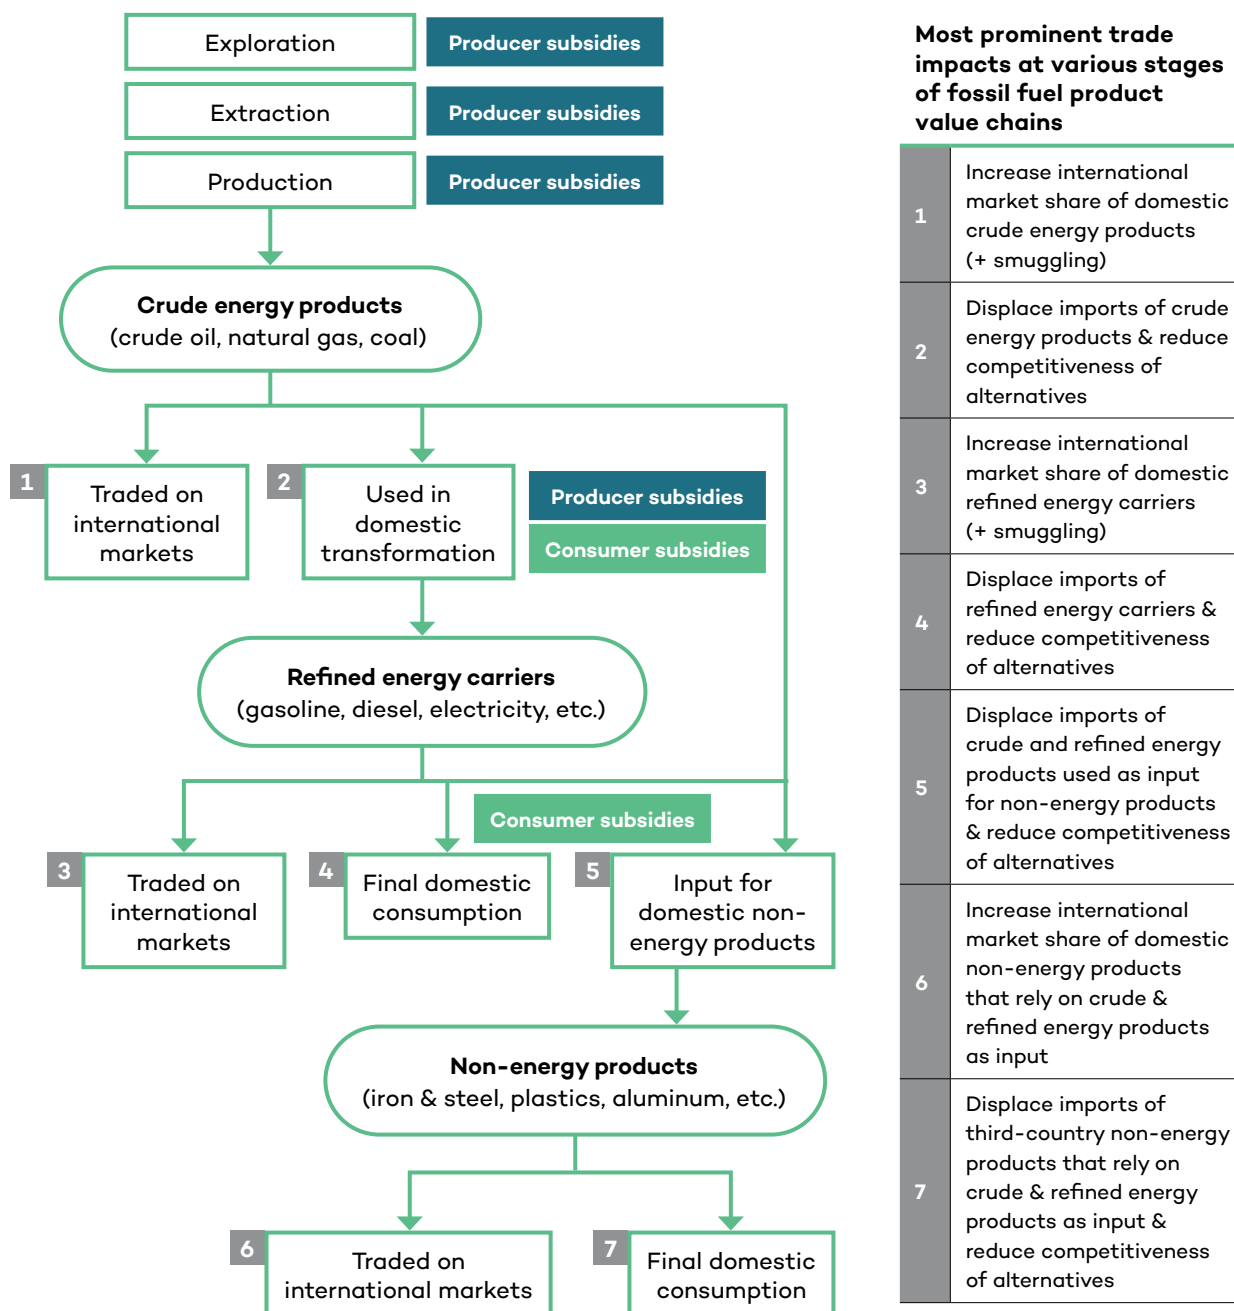 Exploration
Producer subsidies
Extraction
Producer subsidies
Production
Producer subsidies
Crude energy products
(crude oil, natural gas, coal)
1
Traded on
international
markets
2
Used in
domestic
transformation
Producer subsidies
Consumer subsidies
Refined energy carriers
(gasoline, diesel, electricity, etc.)
Consumer subsidies
3
Traded on
international
markets
4
Final domestic
consumption
5
Input for
domestic non-
energy products
Non-energy products
(iron & steel, plastics, aluminum, etc.)
6
Traded on
international markets
7
Final domestic
consumption
Most prominent trade
impacts at various stages
of fossil fuel product
value chains
1
Increase international
market share of domestic
crude energy products
(+ smuggling)
2
Displace imports of crude
energy products & reduce
competitiveness of
alternatives
3
Increase international
market share of domestic
refined energy carriers
(+ smuggling)
4
Displace imports of
refined energy carriers &
reduce competitiveness
of alternatives
5
Displace imports of
crude and refined energy
products used as input
for non-energy products
& reduce competitiveness
of alternatives
6
Increase international
market share of domestic
non-energy products
that rely on crude &
refined energy products
as input
7
Displace imports of
third-country non-energy
products that rely on
crude & refined energy
products as input &
reduce competitiveness
of alternatives